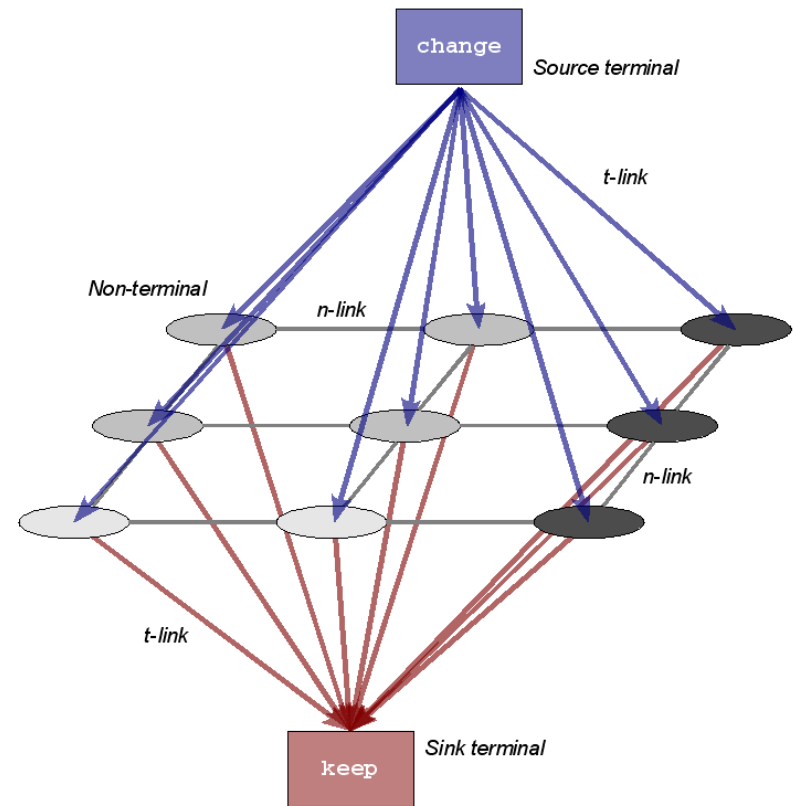 change
Source terminal
t-link
Non-terminal
n-link
n-link
t-link
Sink terminal
keep